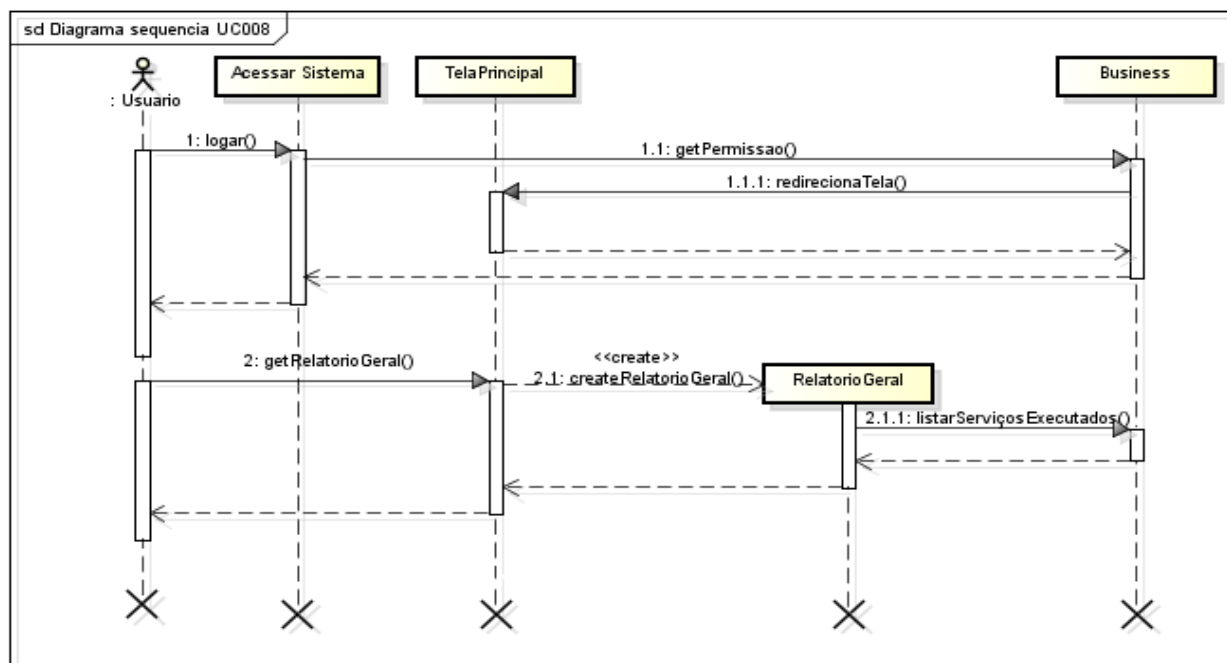 sd Diagrama sequencia UC008
Acessar Sistema
TelaPrincipal
Business
: Usuario
1: logar()
1.1: getPermissao()
1.1.1: redirecionaTela()
2: getRelatorioGeral()
<<create>>
2.1: createRelatorioGeral()
RelatorioGeral
2.1.1: listarServiçosExecutados()